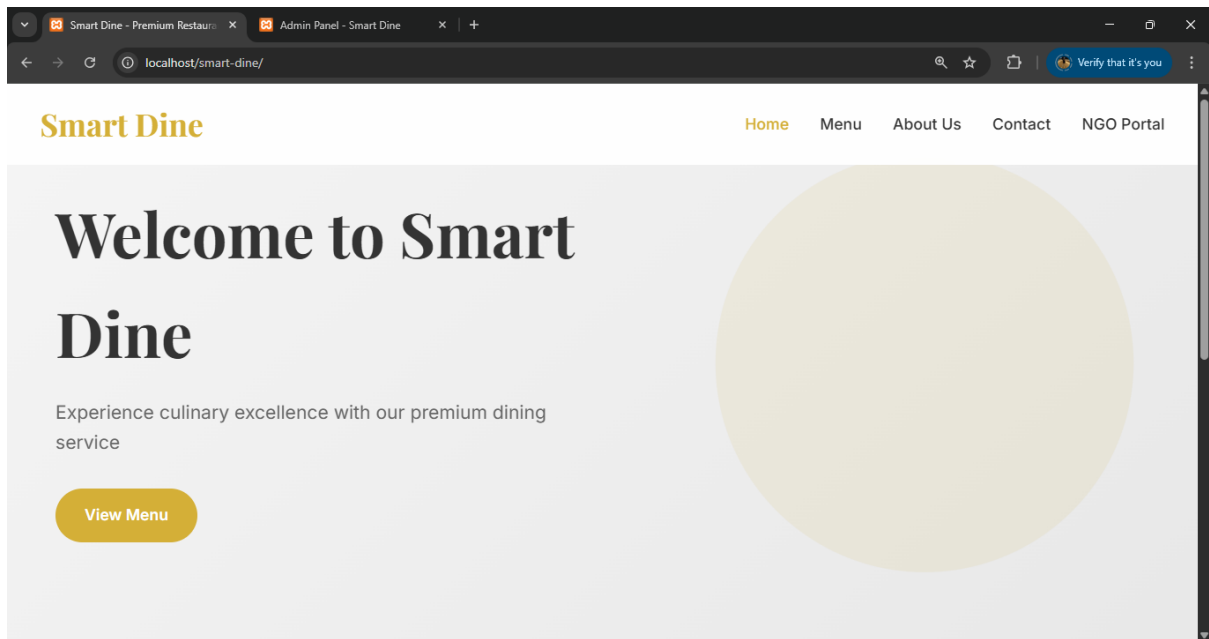 Smart Dine - Premium Restaura
Admin Panel - Smart Dine
localhost/smart-dine/
Verify that it's you
Smart Dine
Home Menu About Us Contact NGO Portal
Welcome to Smart
Dine
Experience culinary excellence with our premium dining
service
View Menu